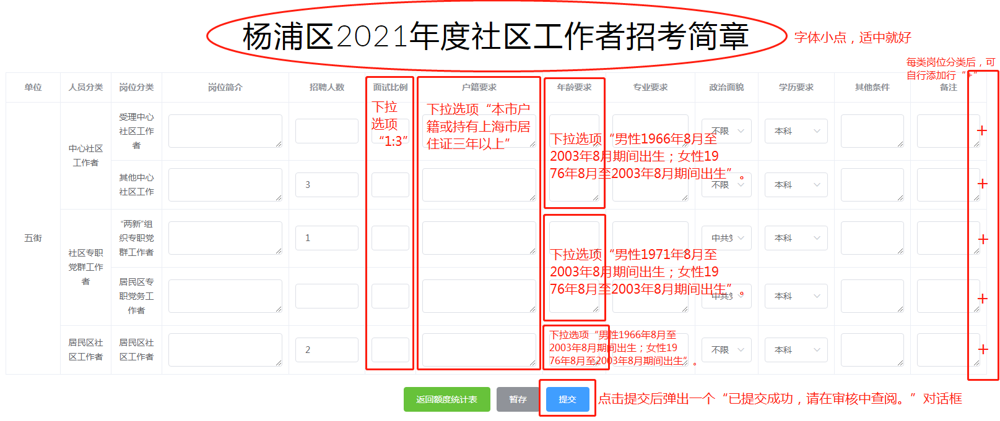 杨浦区2021年度社区工作者招考简章
字体小点，适中就好
每类岗位分类后，可
自行添加行“+”
单位 人员分类 岗位分类 岗位简介 招聘人数 面试比例 户籍要求 年龄要求 专业要求 政治面貌 学历要求 其他条件 备注
下拉
选项
“1:3”
下拉选项“本市户
籍或持有上海市居
住证三年以上”
受理中心
社区工作
者
不限 本科 +
中心社区
工作者
下拉选项“男性1966年8月至
2003年8月期间出生；女性19
76年8月至2003年8月期间出生”。
其他中心
社区工作
3 不限 本科 +
五街
“两新”组
织专职党
群工作者
1 中共党 本科 +
社区专职
党群工作
者
下拉选项“男性1971年8月至
2003年8月期间出生；女性19
76年8月至2003年8月期间出生”。
居民区专
职党务工
作者
中共党 本科 +
居民区社
区工作者
居民区社
区工作者
2 不限 本科 +
下拉选项“男性1966年8月至
2003年8月期间出生；女性19
76年8月至2003年8月期间出生”。
返回额度统计表 暂存 提交 点击提交后弹出一个“已提交成功，请在审核中查阅。”对话框